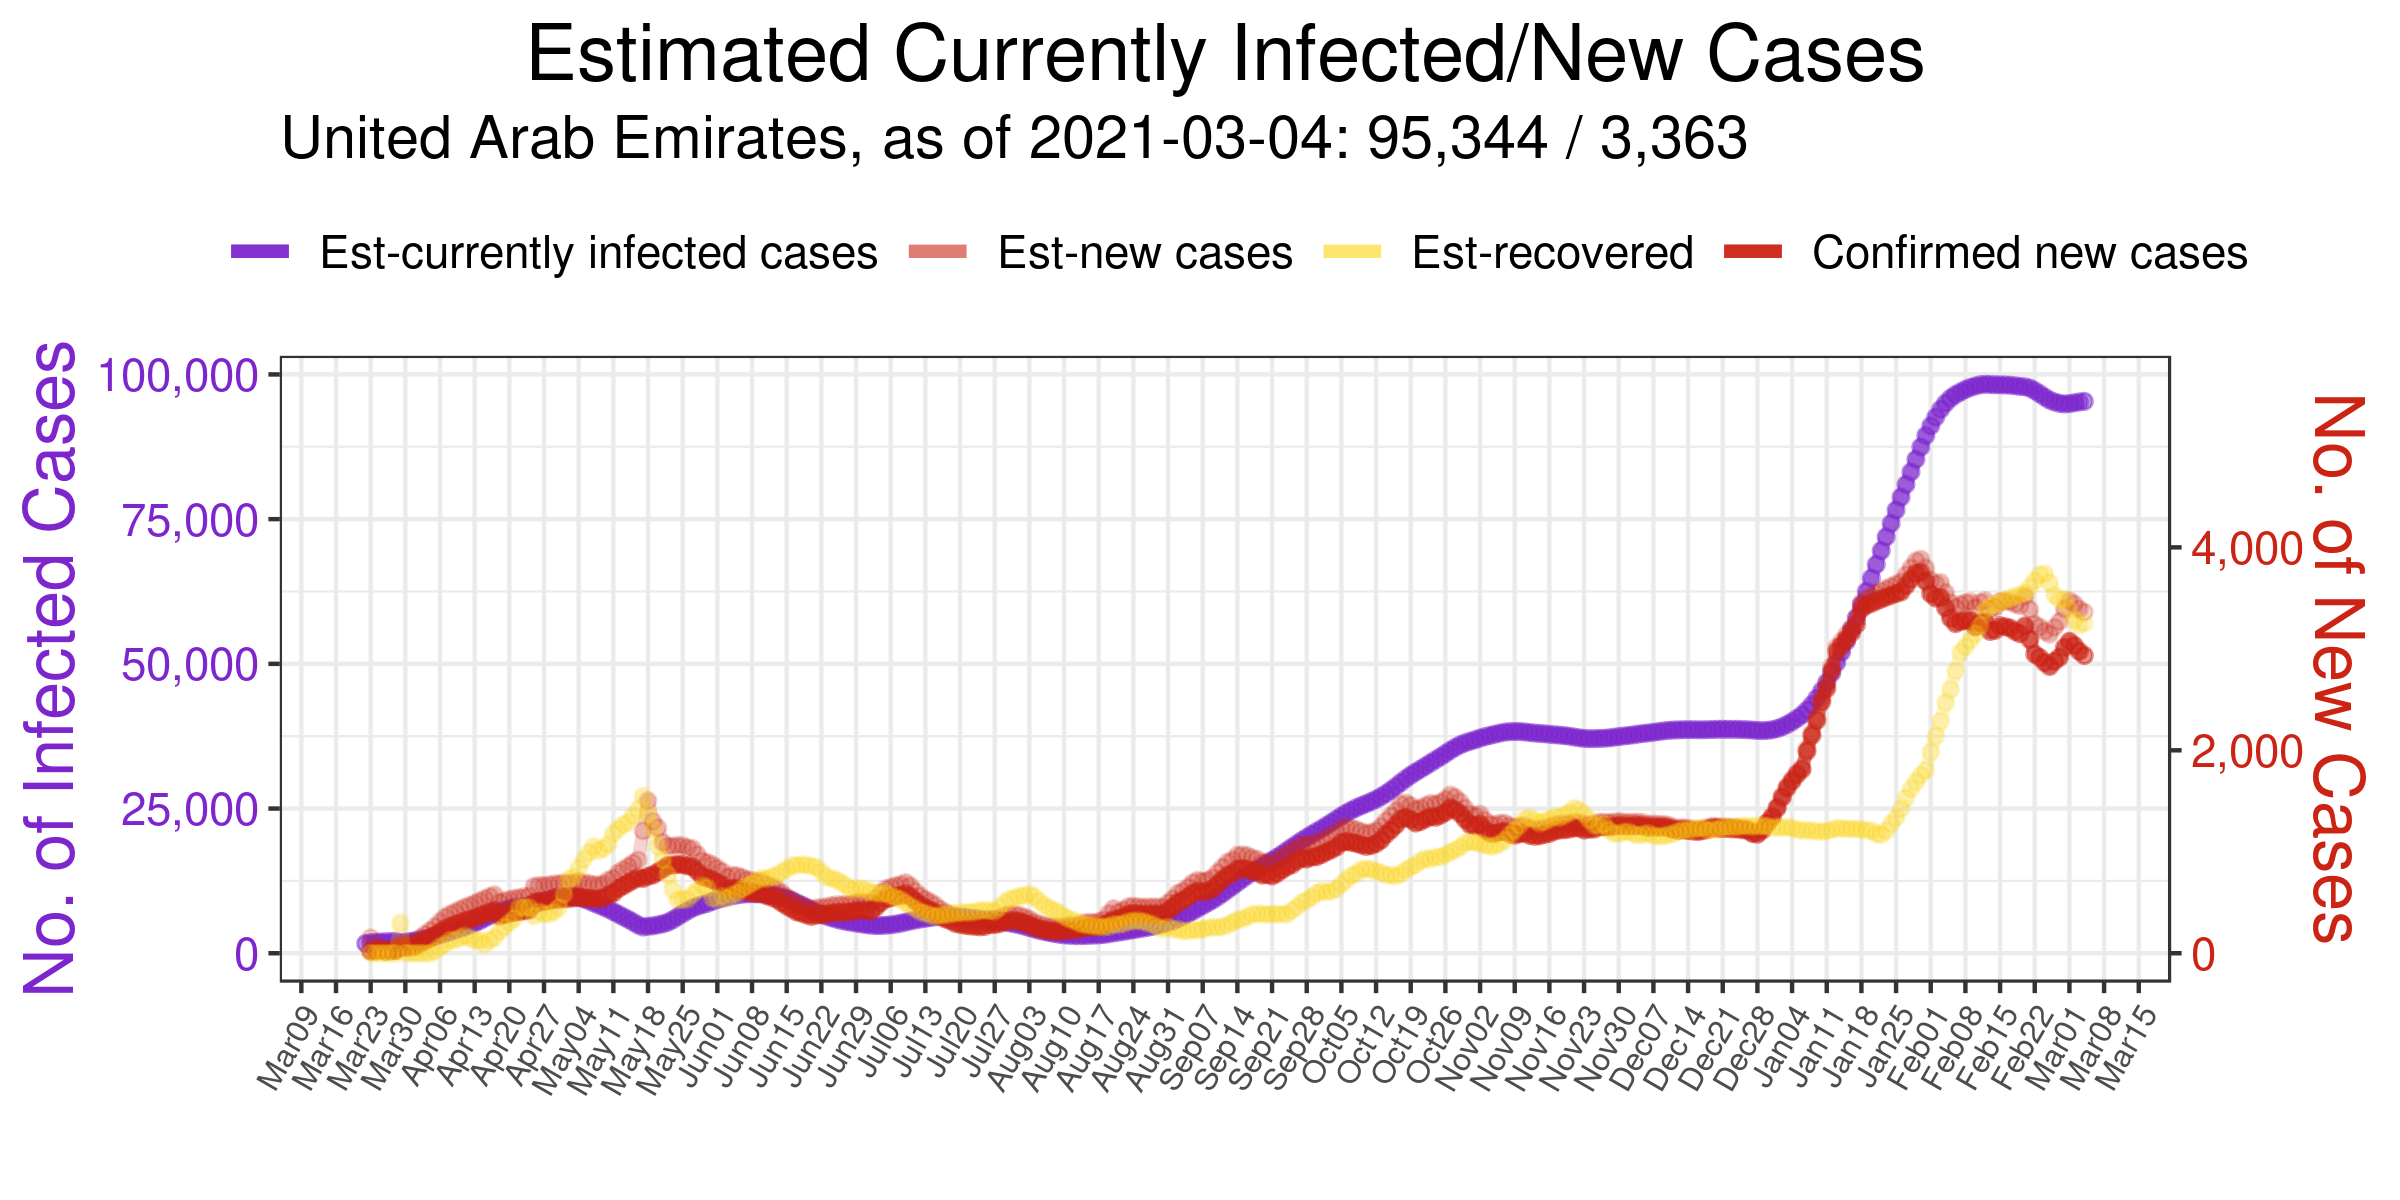 Estimated Currently Infected/New Cases
United Arab Emirates, as of 2021-03-04: 95,344 / 3,363
Est-currently infected cases Est-new cases Est-recovered Confirmed new cases
No. of Infected Cases
100,000
75,000
50,000
25,000
0
4,000
2,000
0
No. of New Cases
Mar09 Mar16 Mar23 Mar30 Apr06 Apr13 Apr20 Apr27 May04 May11 May18 May25 Jun01 Jun08 Jun15 Jun22 Jun29 Jul06 Jul13 Jul20 Jul27 Aug03 Aug10 Aug17 Aug24 Aug31 Sep07 Sep14 Sep21 Sep28 Oct05 Oct12 Oct19 Oct26 Nov02 Nov09 Nov16 Nov23 Nov30 Dec07 Dec14 Dec21 Dec28 Jan04 Jan11 Jan18 Jan25 Feb01 Feb08 Feb15 Feb22 Mar01 Mar08 Mar15